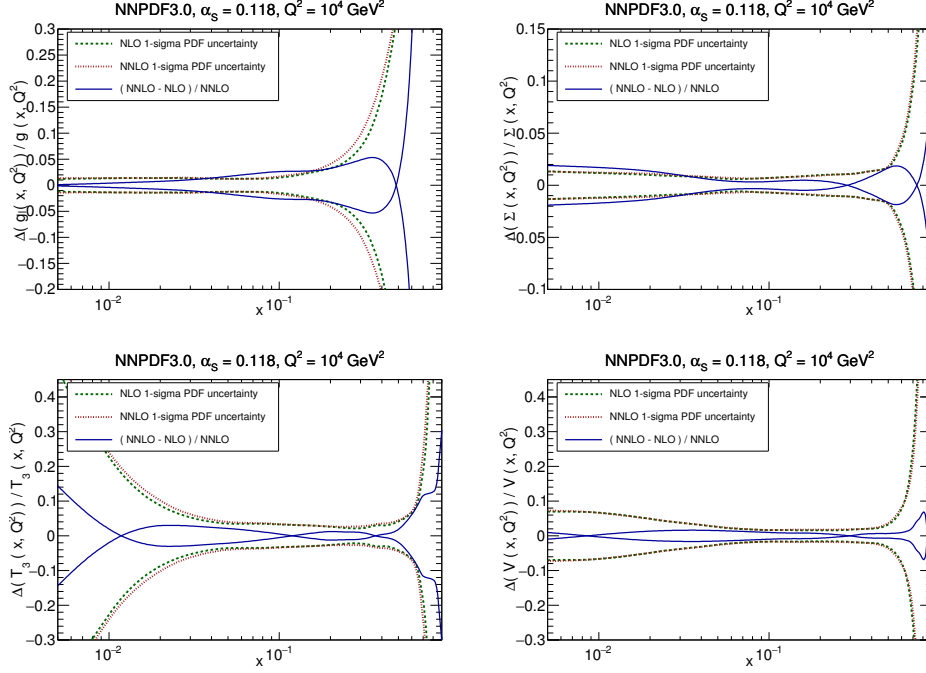 NNPDF3.0, αS = 0.118, Q² = 10⁴ GeV²
NLO 1-sigma PDF uncertainty
NNLO 1-sigma PDF uncertainty
( NNLO - NLO ) / NNLO
Δ( g ( x, Q²) ) / g ( x, Q²)
0.3
0.25
0.2
0.15
0.1
0.05
0
−0.05
−0.1
−0.15
−0.2
10⁻²
10⁻¹
x
NNPDF3.0, αS = 0.118, Q² = 10⁴ GeV²
NLO 1-sigma PDF uncertainty
NNLO 1-sigma PDF uncertainty
( NNLO - NLO ) / NNLO
Δ( Σ ( x, Q²) ) / Σ ( x, Q²)
0.15
0.1
0.05
0
−0.05
−0.1
10⁻²
10⁻¹
x
NNPDF3.0, αS = 0.118, Q² = 10⁴ GeV²
NLO 1-sigma PDF uncertainty
NNLO 1-sigma PDF uncertainty
( NNLO - NLO ) / NNLO
Δ( T₃ ( x, Q²) ) / T₃ ( x, Q²)
0.4
0.3
0.2
0.1
0
−0.1
−0.2
−0.3
10⁻²
10⁻¹
x
NNPDF3.0, αS = 0.118, Q² = 10⁴ GeV²
NLO 1-sigma PDF uncertainty
NNLO 1-sigma PDF uncertainty
( NNLO - NLO ) / NNLO
Δ( V ( x, Q²) ) / V ( x, Q²)
0.4
0.3
0.2
0.1
0
−0.1
−0.2
−0.3
10⁻²
10⁻¹
x